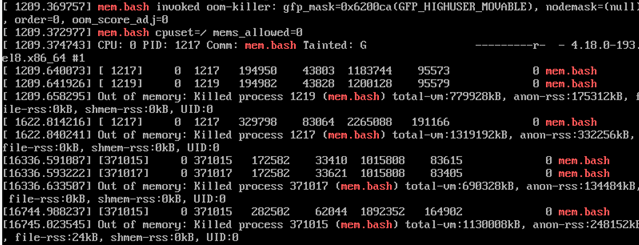 [ 1209.369757] mem.bash invoked oom-killer: gfp_mask=0x6200ca(GFP_HIGHUSER_MOVABLE), nodemask=(null)
, order=0, oom_score_adj=0
[ 1209.372977] mem.bash cpuset=/ mems_allowed=0
[ 1209.374743] CPU: 0 PID: 1217 Comm: mem.bash Tainted: G ---------r- - 4.18.0-193.
el8.x86_64 #1
[ 1209.640073] [ 1217] 0 1217 194950 43803 1183744 95573 0 mem.bash
[ 1209.641926] [ 1219] 0 1219 194982 43828 1200128 95579 0 mem.bash
[ 1209.658295] Out of memory: Killed process 1219 (mem.bash) total-vm:779928kB, anon-rss:175312kB, f
ile-rss:0kB, shmem-rss:0kB, UID:0
[ 1622.814216] [ 1217] 0 1217 329798 83064 2265088 191166 0 mem.bash
[ 1622.840241] Out of memory: Killed process 1217 (mem.bash) total-vm:1319192kB, anon-rss:332256kB,
file-rss:0kB, shmem-rss:0kB, UID:0
[16336.591087] [371015] 0 371015 172502 33410 1015808 83615 0 mem.bash
[16336.593222] [371017] 0 371017 172582 33621 1015808 83405 0 mem.bash
[16336.633507] Out of memory: Killed process 371017 (mem.bash) total-vm:690328kB, anon-rss:134484kB,
file-rss:0kB, shmem-rss:0kB, UID:0
[16744.988237] [371015] 0 371015 282502 62044 1892352 164902 0 mem.bash
[16745.023545] Out of memory: Killed process 371015 (mem.bash) total-vm:1130008kB, anon-rss:248152kB
, file-rss:24kB, shmem-rss:0kB, UID:0